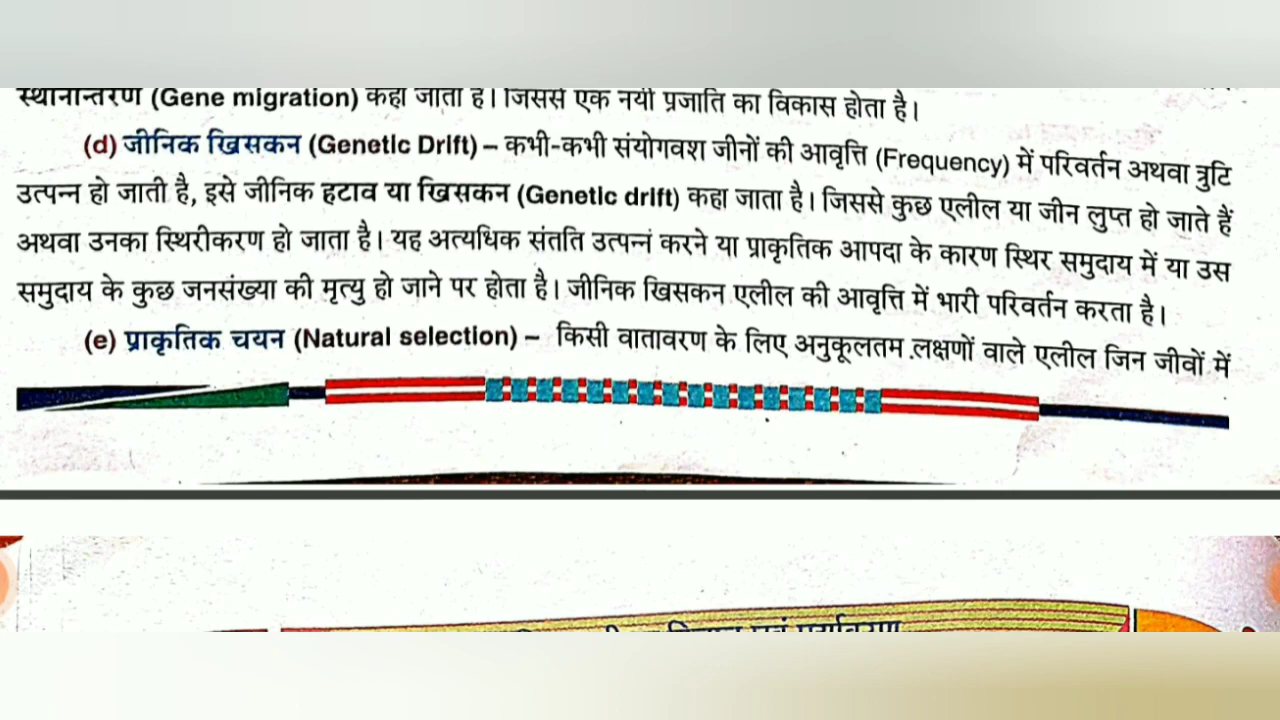 स्थानान्तरण (Gene migration) कहा जाता है। जिससे एक नयी प्रजाति का विकास होता है।
(d) जीनिक खिसकन (Genetic Drift) – कभी-कभी संयोगवश जीनों की आवृत्ति (Frequency) में परिवर्तन अथवा त्रुटि
उत्पन्न हो जाती है, इसे जीनिक हटाव या खिसकन (Genetic drift) कहा जाता है। जिससे कुछ एलील या जीन लुप्त हो जाते हैं
अथवा उनका स्थिरीकरण हो जाता है। यह अत्यधिक संतति उत्पन्नं करने या प्राकृतिक आपदा के कारण स्थिर समुदाय में या उस
समुदाय के कुछ जनसंख्या की मृत्यु हो जाने पर होता है। जीनिक खिसकन एलील की आवृत्ति में भारी परिवर्तन करता है।
(e) प्राकृतिक चयन (Natural selection) – किसी वातावरण के लिए अनुकूलतम लक्षणों वाले एलील जिन जीवों में
एवं पर्यावरण